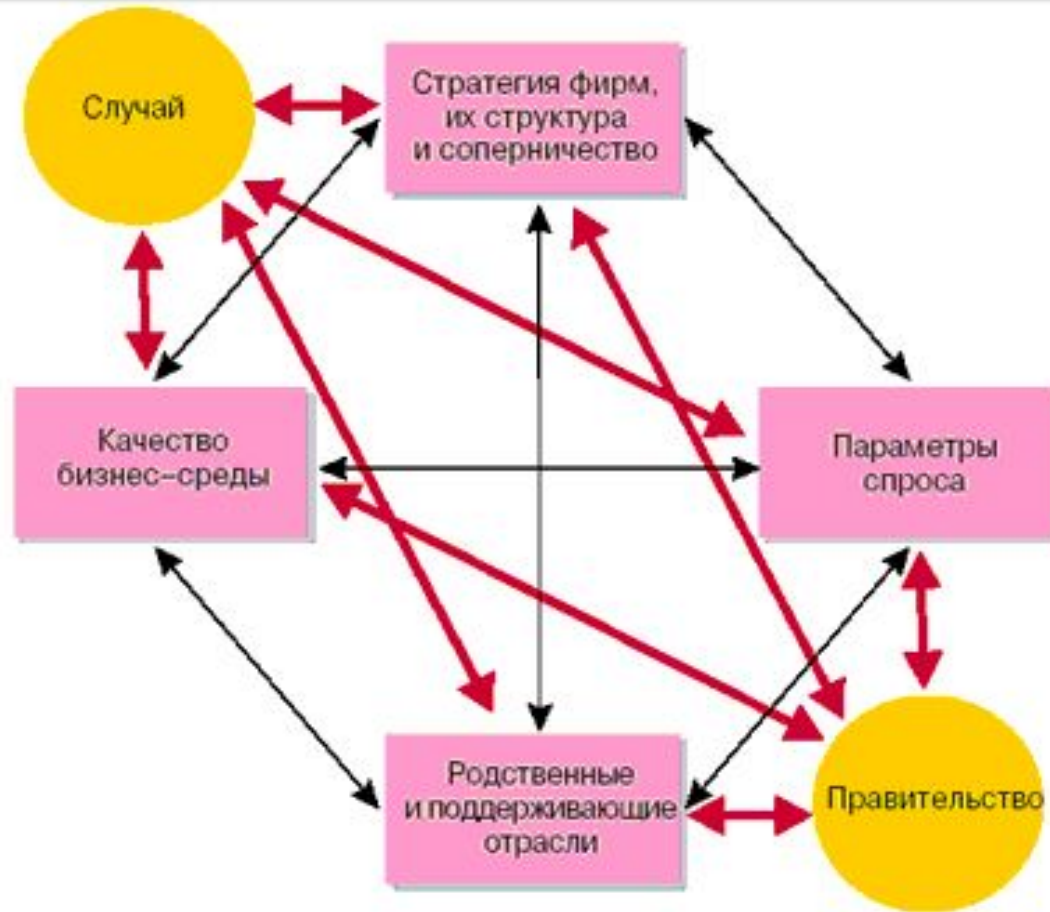 Случай
Стратегия фирм,
их структура
и соперничество
Качество
бизнес-среды
Параметры
спроса
Родственные
и поддерживающие
отрасли
Правительство